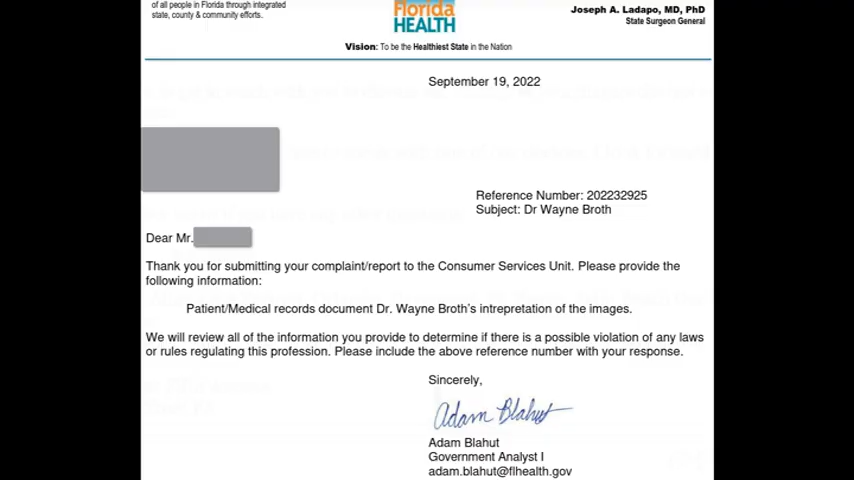 of all people in Florida through integrated
state, county & community efforts.
Florida
HEALTH
Joseph A. Ladapo, MD, PhD
State Surgeon General
Vision: To be the Healthiest State in the Nation
September 19, 2022
Reference Number: 202232925
Subject: Dr Wayne Broth
Dear Mr.
Thank you for submitting your complaint/report to the Consumer Services Unit. Please provide the
following information:
Patient/Medical records document Dr. Wayne Broth's intrepretation of the images.
We will review all of the information you provide to determine if there is a possible violation of any laws
or rules regulating this profession. Please include the above reference number with your response.
Sincerely,
Adam Blahut
Adam Blahut
Government Analyst I
adam.blahut@flhealth.gov